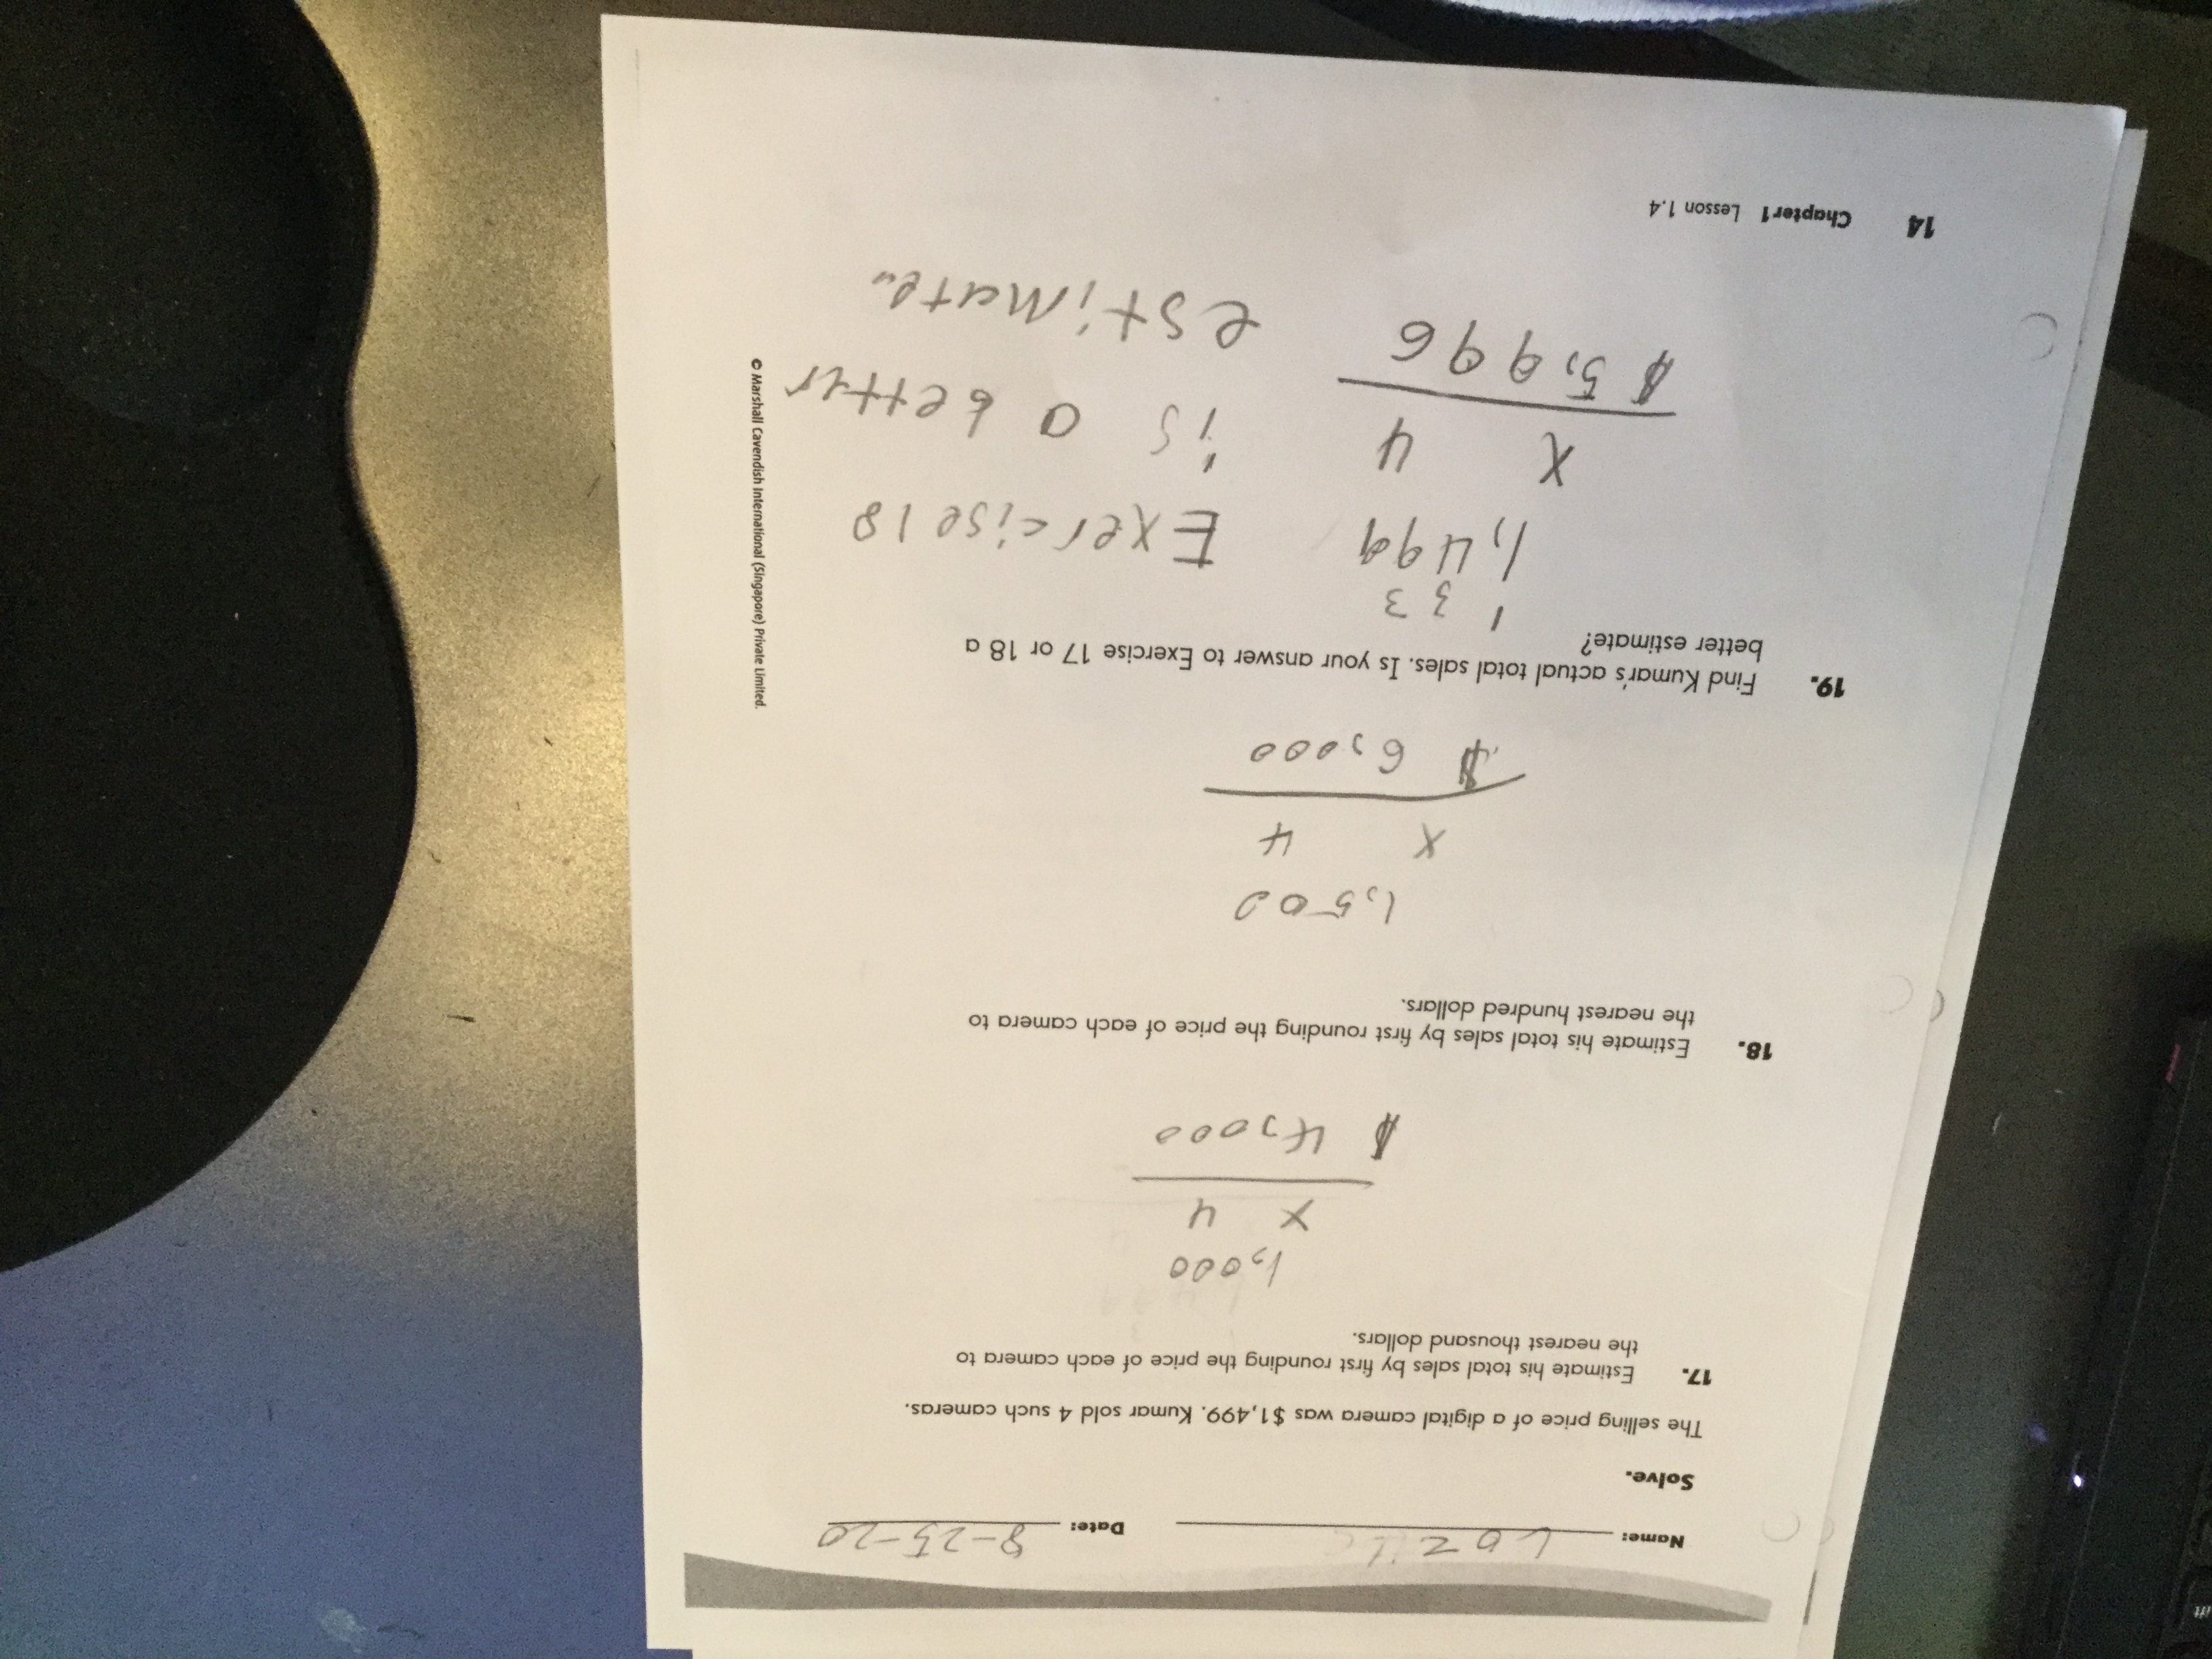 ift
Name: Date: 8-25-20
Solve.
The selling price of a digital camera was $1,499. Kumar sold 4 such cameras.
17. Estimate his total sales by first rounding the price of each camera to
the nearest thousand dollars.
1,000
x 4
$ 4,000
18. Estimate his total sales by first rounding the price of each camera to
the nearest hundred dollars.
1,500
x 4
$ 6,000
19. Find Kumar's actual total sales. Is your answer to Exercise 17 or 18 a
better estimate?
1 3 3
1,499
x 4
$ 5,996
Exercise 18
is a better
estimate.
© Marshall Cavendish International (Singapore) Private Limited.
14 Chapter 1 Lesson 1.4